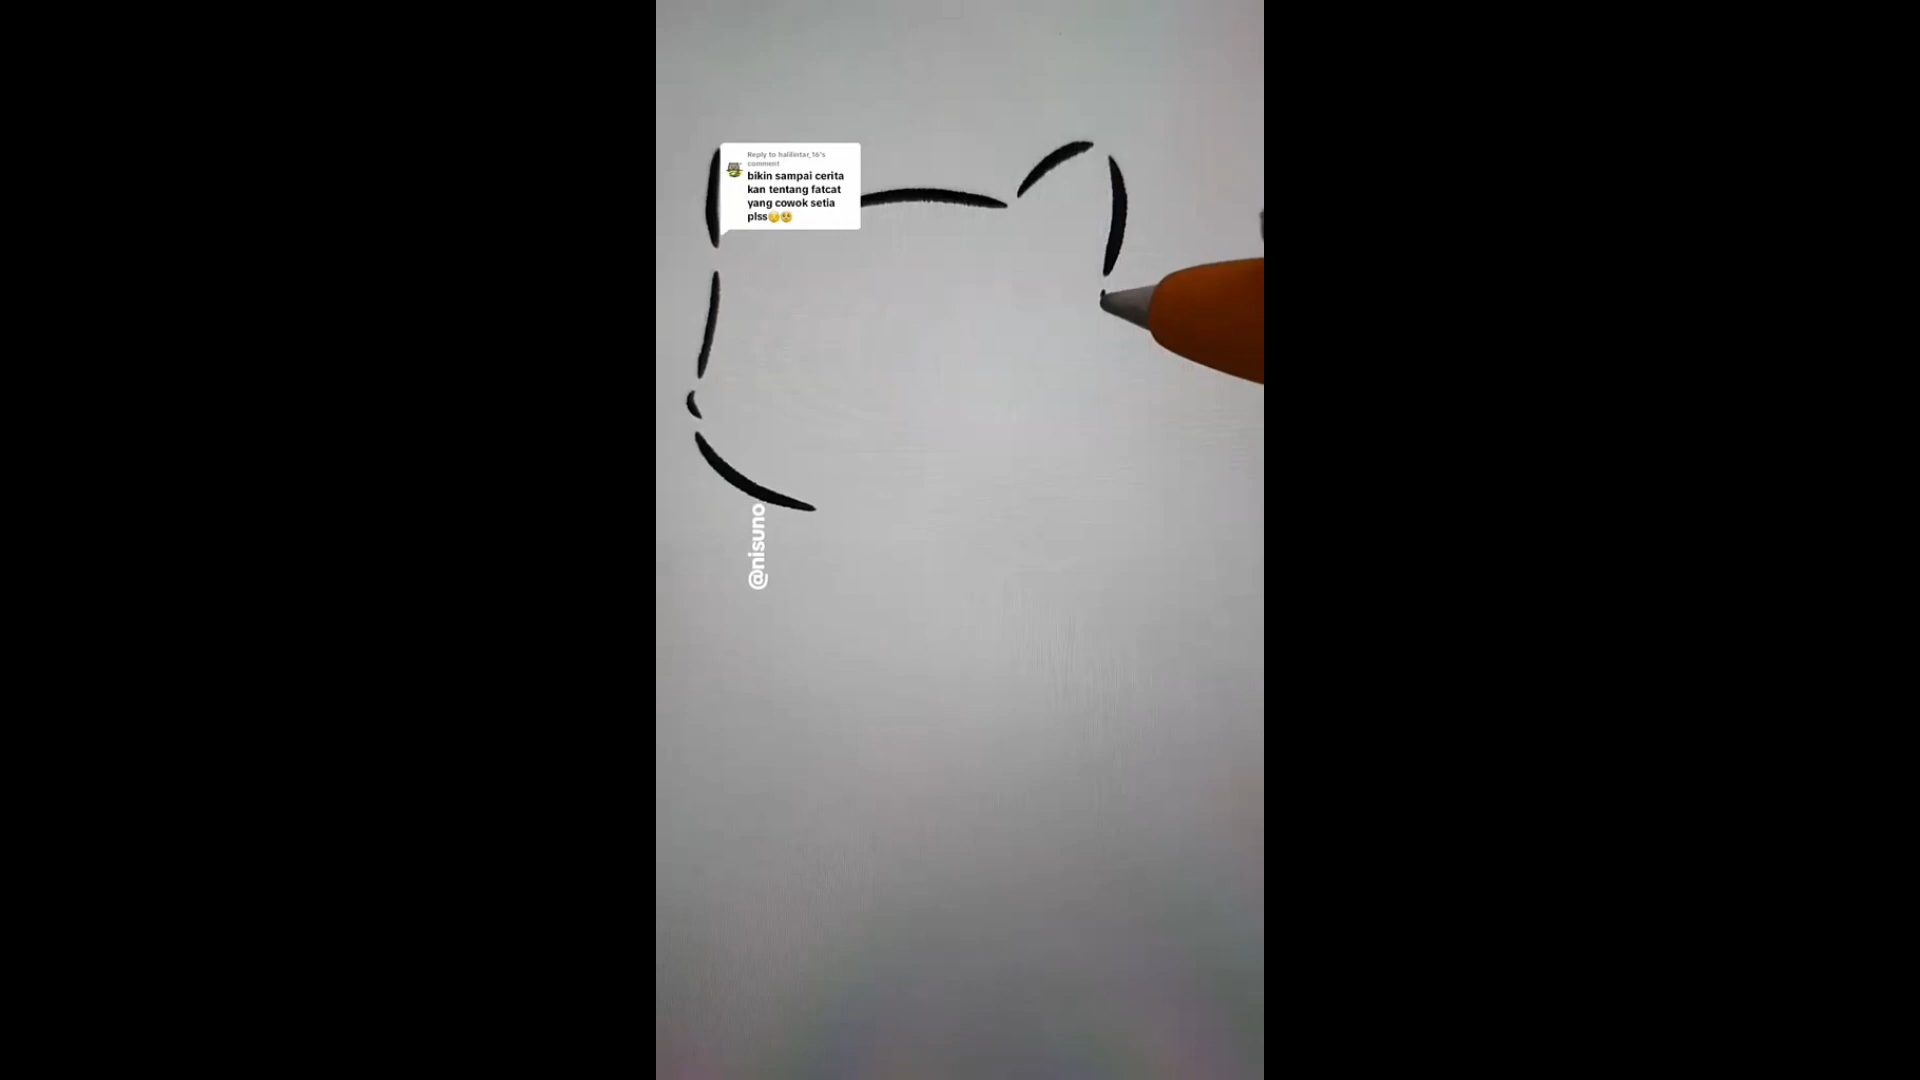 Reply to halilintar_16's
comment
bikin sampai cerita
kan tentang fatcat
yang cowok setia
plss😔🥺
@nisuno